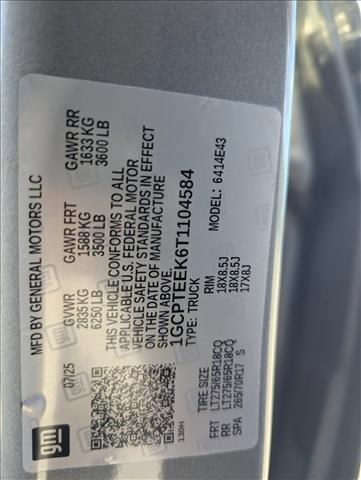 gm
MFD BY GENERAL MOTORS LLC
07/25
GVWR GAWR FRT GAWR RR
2835 KG 1588 KG 1633 KG
6250 LB 3500 LB 3600 LB
THIS VEHICLE CONFORMS TO ALL
APPLICABLE U.S. FEDERAL MOTOR
VEHICLE SAFETY STANDARDS IN EFFECT
ON THE DATE OF MANUFACTURE
SHOWN ABOVE.
1GCPTEEK6T1104584
TYPE: TRUCK MODEL: 6414E43
TIRE SIZE RIM
FRT LT275/65R18CQ 18X8.5J
RR LT275/65R18CQ 18X8.5J
SPA 265/70R17 S 17X8J